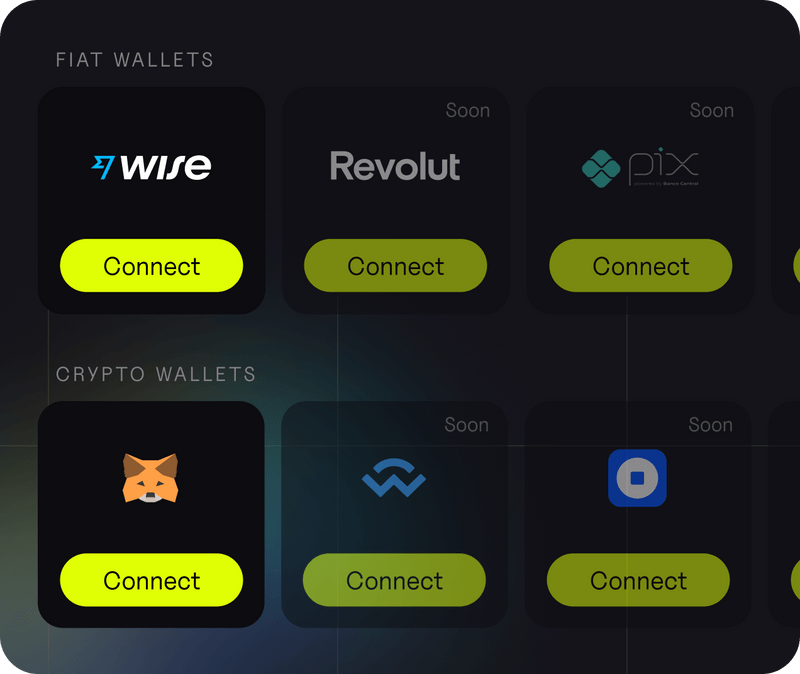 FIAT WALLETS
Soon
Soon
wise
Revolut
pix
powered by Banco Central
Connect
Connect
Connect
CRYPTO WALLETS
Soon
Soon
Connect
Connect
Connect